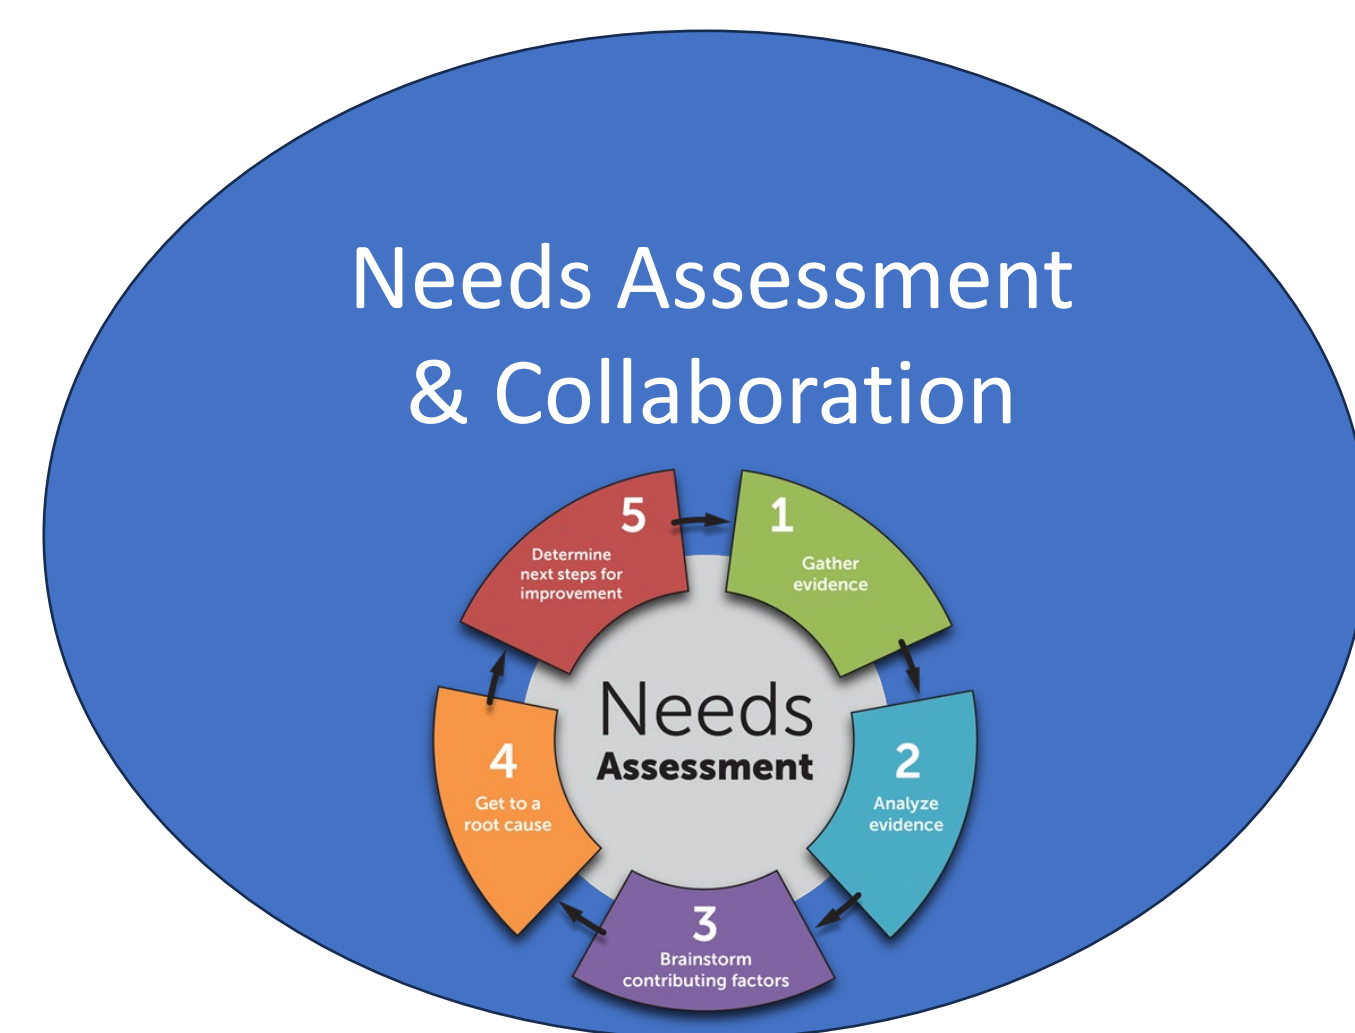 Needs Assessment
& Collaboration
5
Determine
next steps for
improvement
1
Gather
evidence
Needs
Assessment
4
Get to a
root cause
2
Analyze
evidence
3
Brainstorm
contributing factors